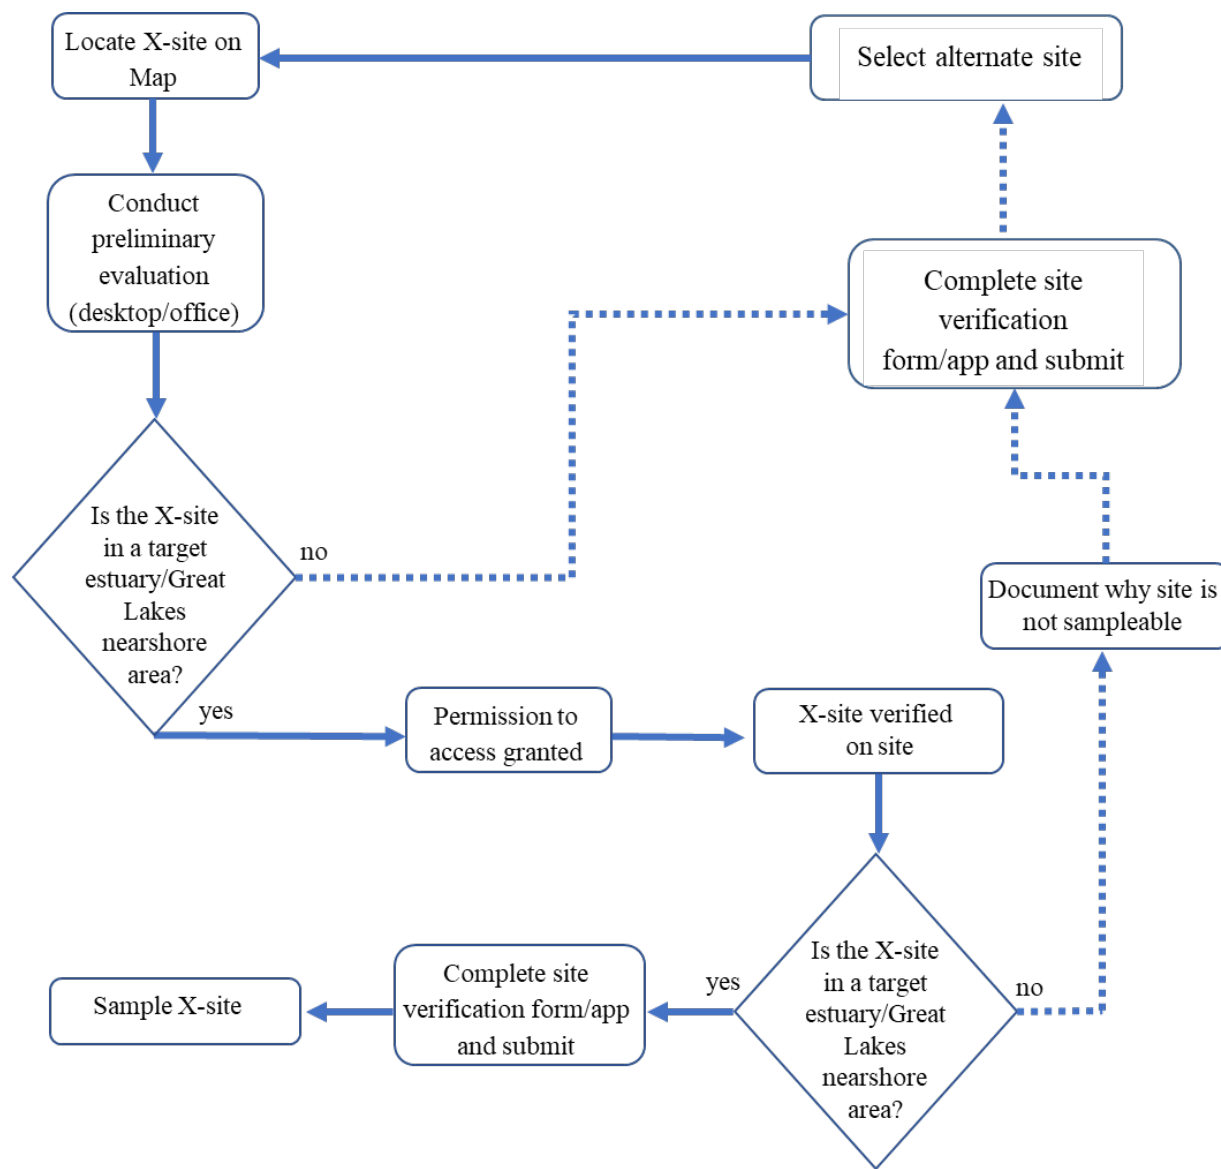 Locate X-site on
Map
Select alternate site
Conduct
preliminary
evaluation
(desktop/office)
Complete site
verification
form/app and submit
Is the X-site
in a target
estuary/Great
Lakes
nearshore
area?
no
yes
Document why site is
not sampleable
Permission to
access granted
X-site verified
on site
Is the X-site
in a target
estuary/Great
Lakes
nearshore
area?
yes
no
Complete site
verification form/app
and submit
Sample X-site